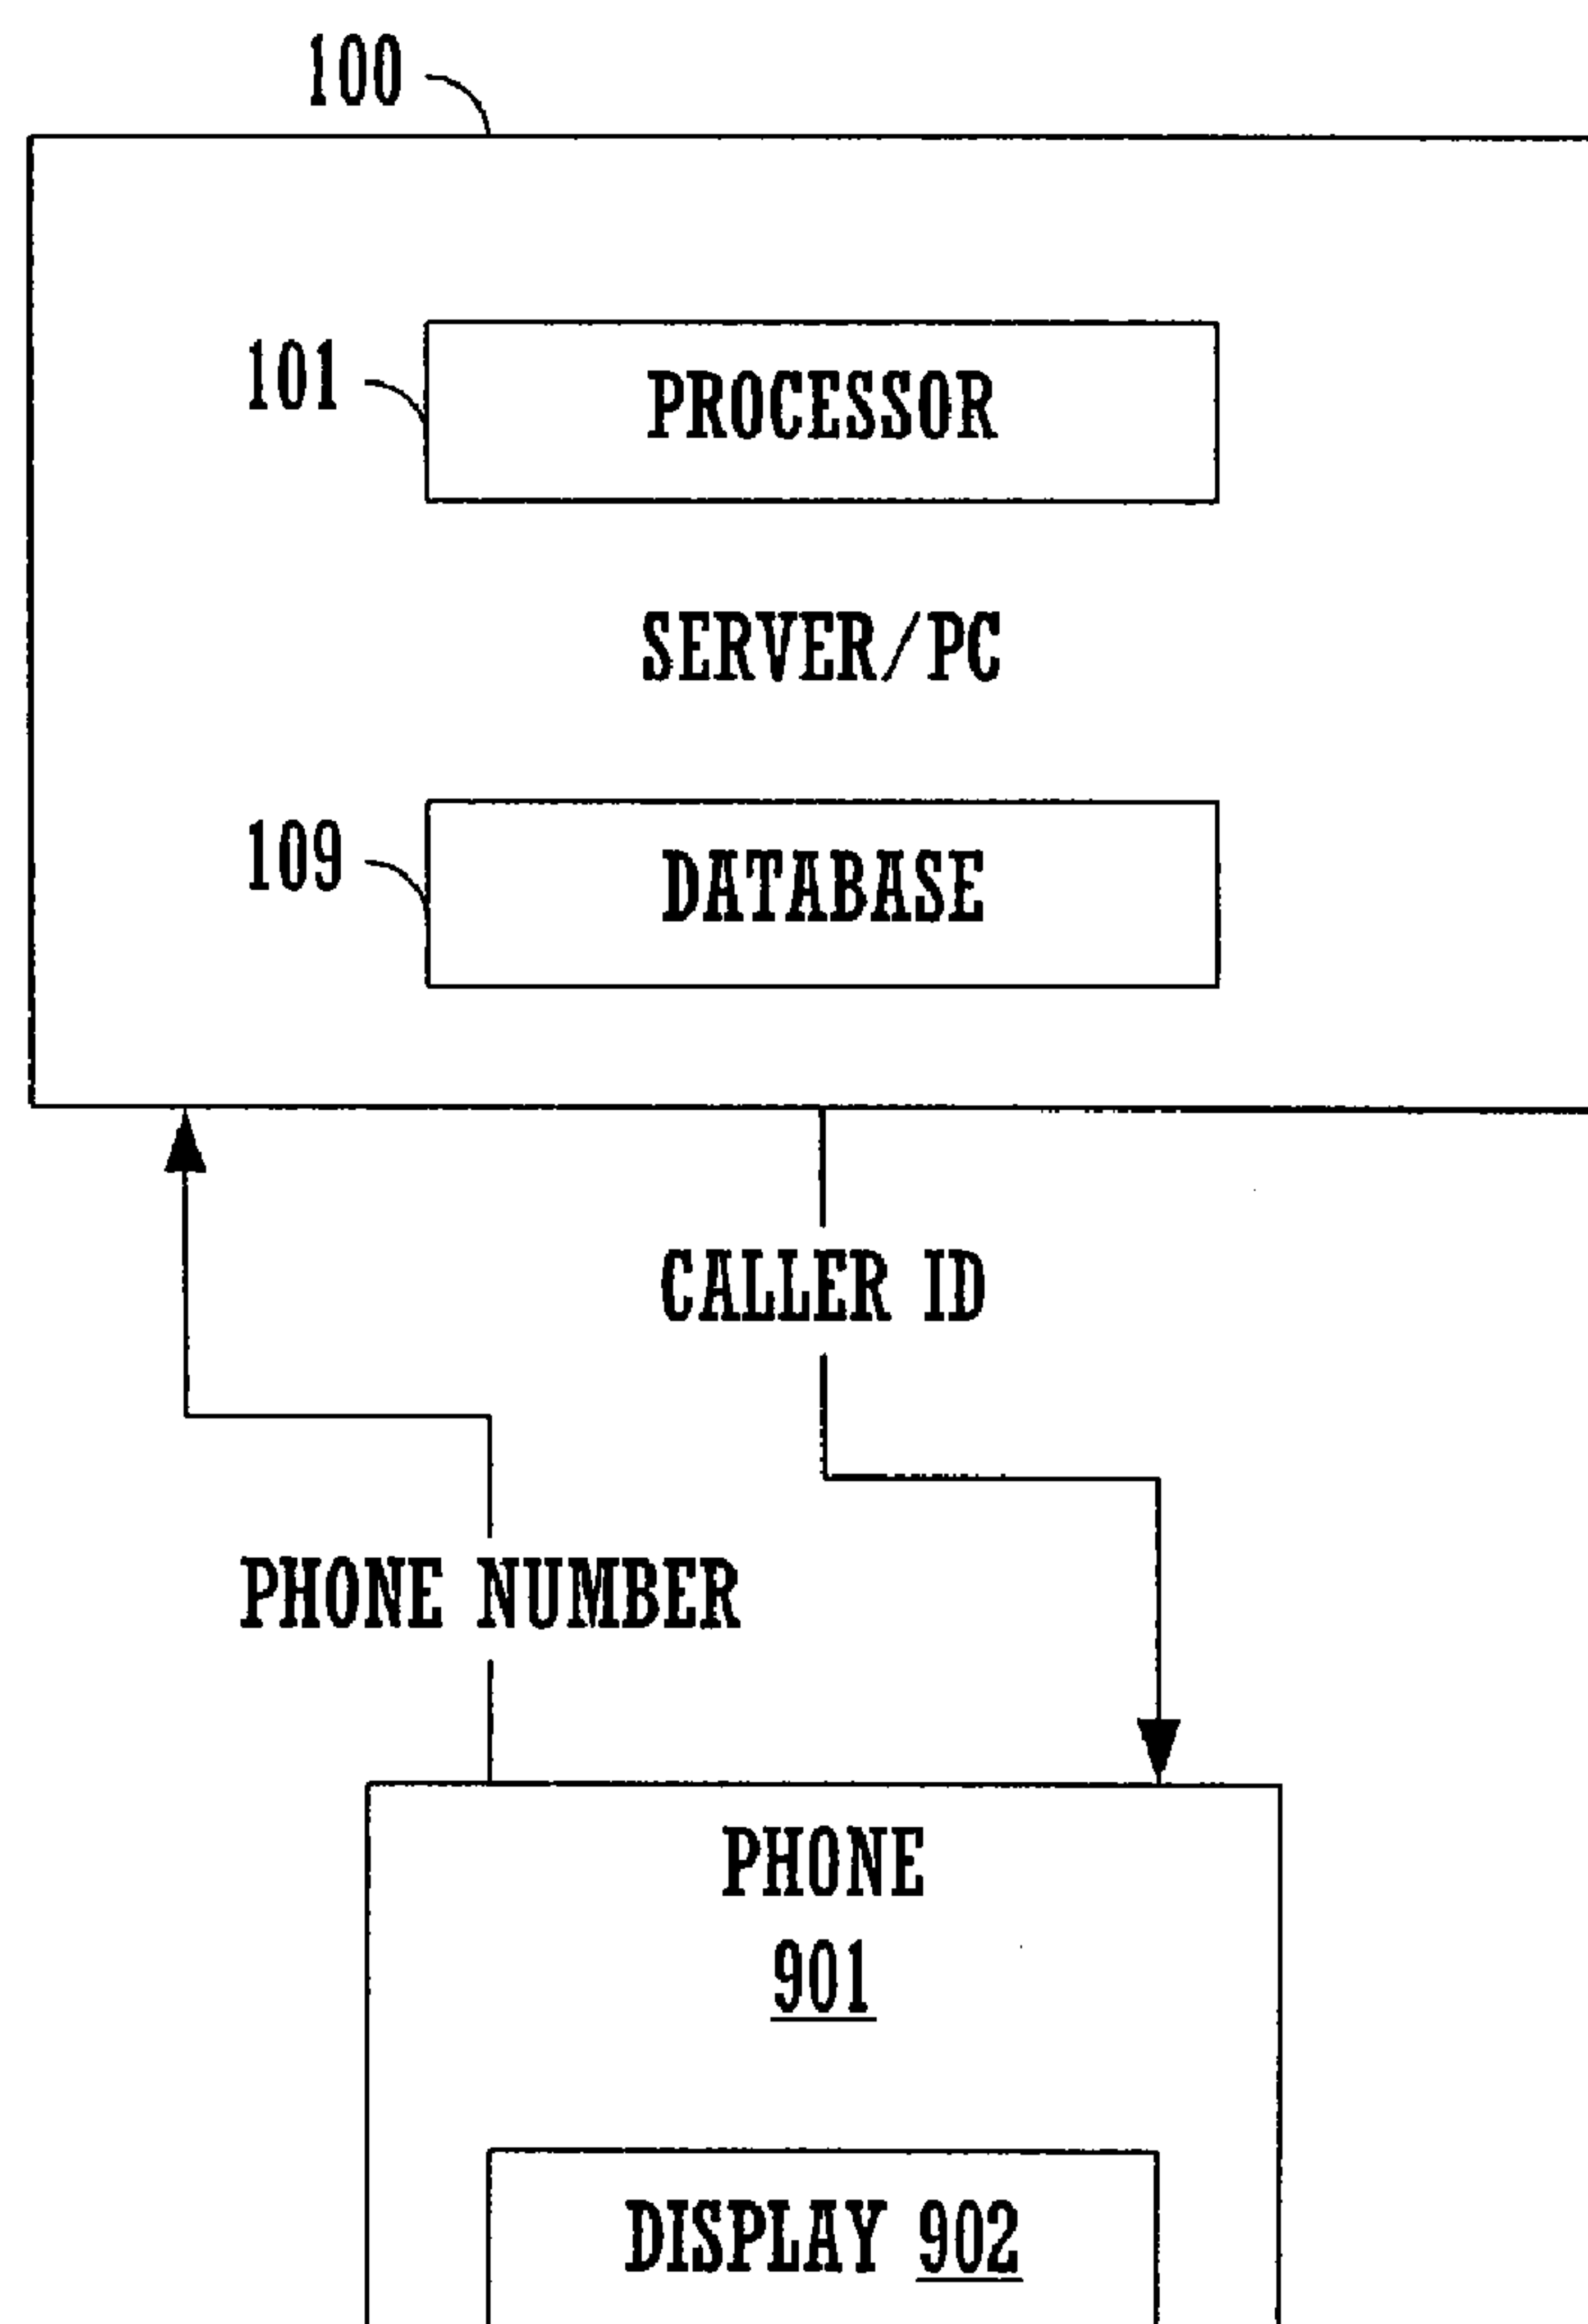 100
101
PROCESSOR
SERVER/PC
109
DATABASE
CALLER ID
PHONE NUMBER
PHONE
901
DISPLAY 902